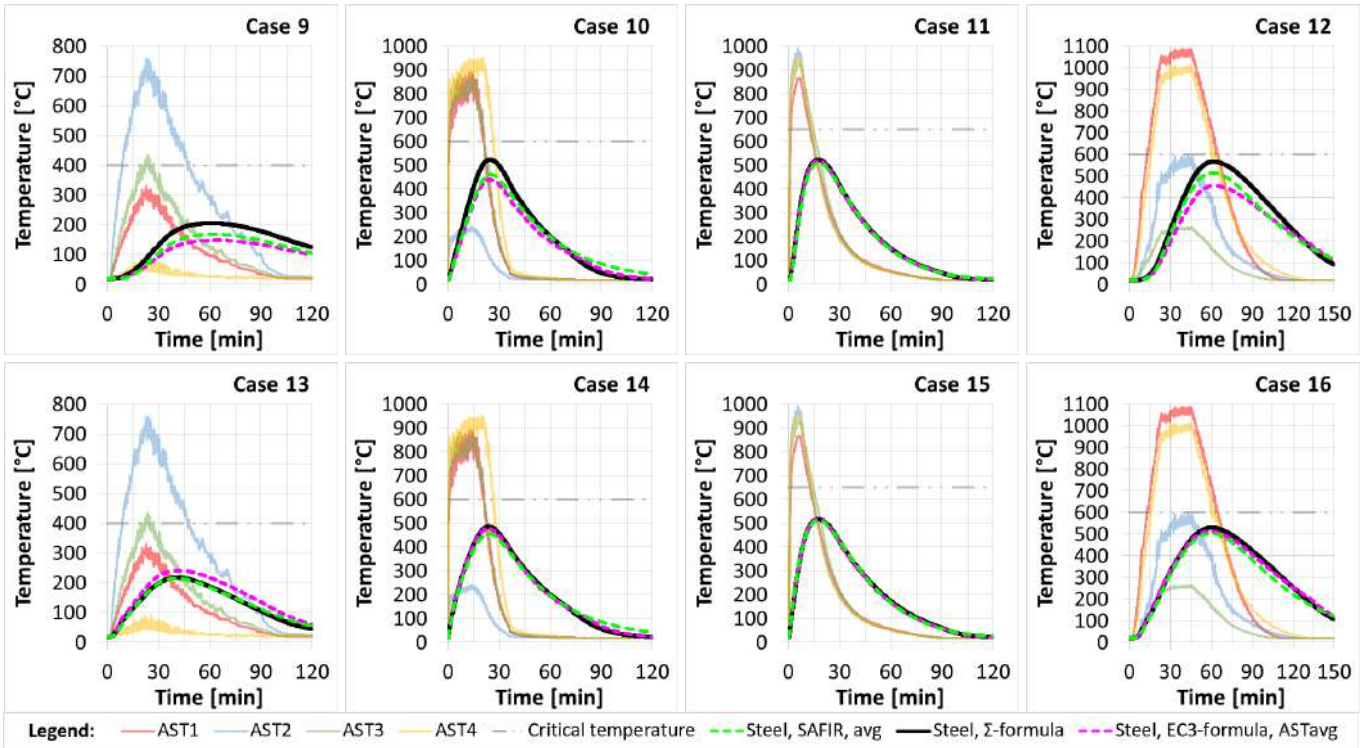 Case 9
Temperature [°C]
800
700
600
500
400
300
200
100
0
0 30 60 90 120
Time [min]
Case 10
Temperature [°C]
1000
900
800
700
600
500
400
300
200
100
0
0 30 60 90 120
Time [min]
Case 11
Temperature [°C]
1000
900
800
700
600
500
400
300
200
100
0
0 30 60 90 120
Time [min]
Case 12
Temperature [°C]
1100
1000
900
800
700
600
500
400
300
200
100
0
0 30 60 90 120 150
Time [min]
Case 13
Temperature [°C]
800
700
600
500
400
300
200
100
0
0 30 60 90 120
Time [min]
Case 14
Temperature [°C]
1000
900
800
700
600
500
400
300
200
100
0
0 30 60 90 120
Time [min]
Case 15
Temperature [°C]
1000
900
800
700
600
500
400
300
200
100
0
0 30 60 90 120
Time [min]
Case 16
Temperature [°C]
1100
1000
900
800
700
600
500
400
300
200
100
0
0 30 60 90 120 150
Time [min]
Legend: AST1 AST2 AST3 AST4 Critical temperature Steel, SAFIR, avg Steel, Σ-formula Steel, EC3-formula, ASTavg